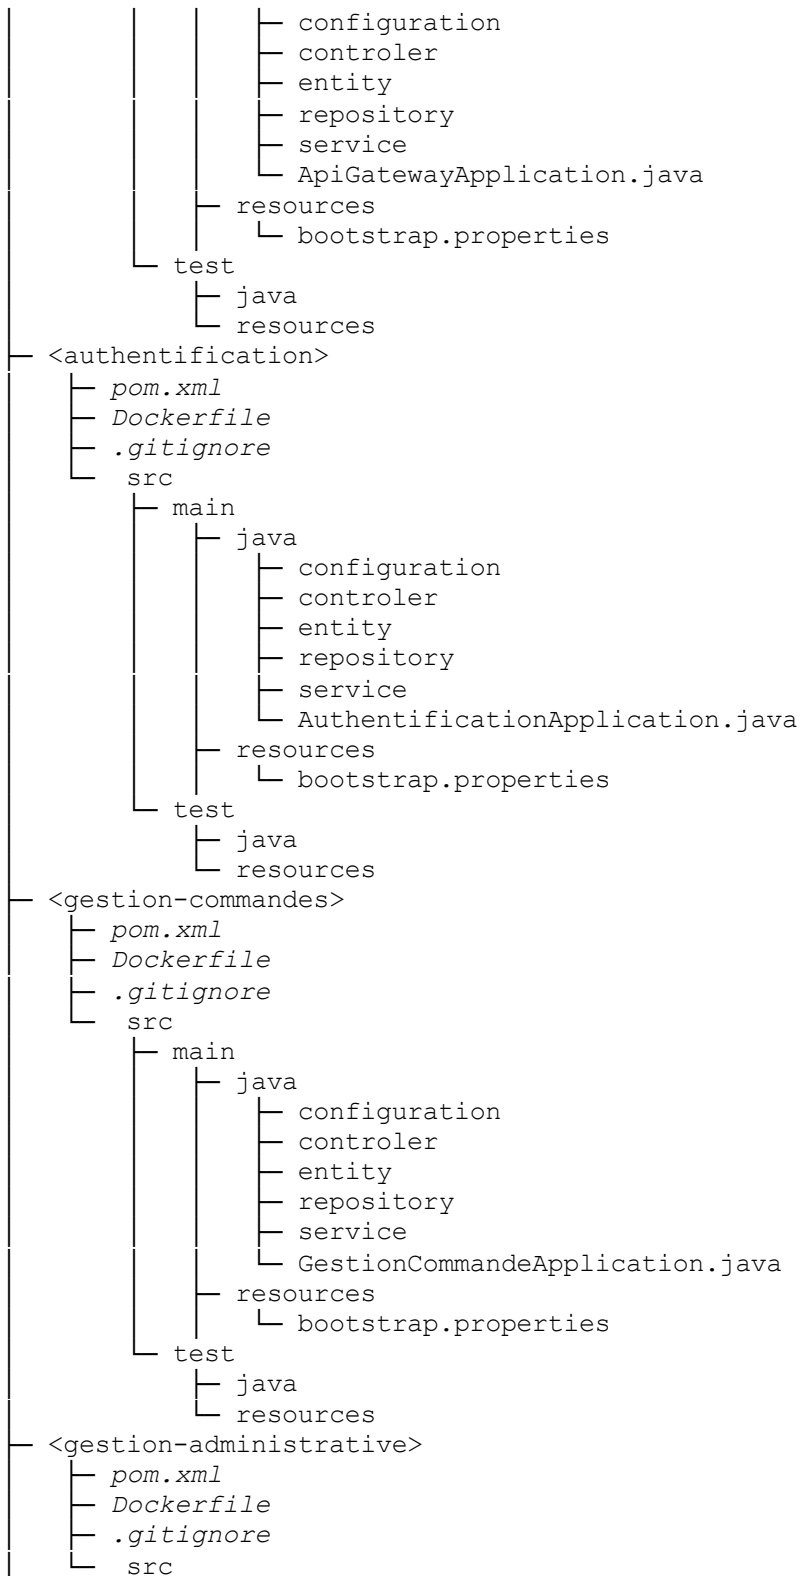 │       │   │   ├─ configuration
│       │   │   ├─ controler
│       │   │   ├─ entity
│       │   │   ├─ repository
│       │   │   ├─ service
│       │   │   └─ ApiGatewayApplication.java
│       │   ├─ resources
│       │   │   └─ bootstrap.properties
│       └─ test
│           ├─ java
│           └─ resources
├─ <authentification>
│   ├─ pom.xml
│   ├─ Dockerfile
│   ├─ .gitignore
│   └─  src
│       ├─ main
│       │   ├─ java
│       │   │   ├─ configuration
│       │   │   ├─ controler
│       │   │   ├─ entity
│       │   │   ├─ repository
│       │   │   ├─ service
│       │   │   └─ AuthentificationApplication.java
│       │   ├─ resources
│       │   │   └─ bootstrap.properties
│       └─ test
│           ├─ java
│           └─ resources
├─ <gestion-commandes>
│   ├─ pom.xml
│   ├─ Dockerfile
│   ├─ .gitignore
│   └─  src
│       ├─ main
│       │   ├─ java
│       │   │   ├─ configuration
│       │   │   ├─ controler
│       │   │   ├─ entity
│       │   │   ├─ repository
│       │   │   ├─ service
│       │   │   └─ GestionCommandeApplication.java
│       │   ├─ resources
│       │   │   └─ bootstrap.properties
│       └─ test
│           ├─ java
│           └─ resources
├─ <gestion-administrative>
│   ├─ pom.xml
│   ├─ Dockerfile
│   ├─ .gitignore
│   └─  src